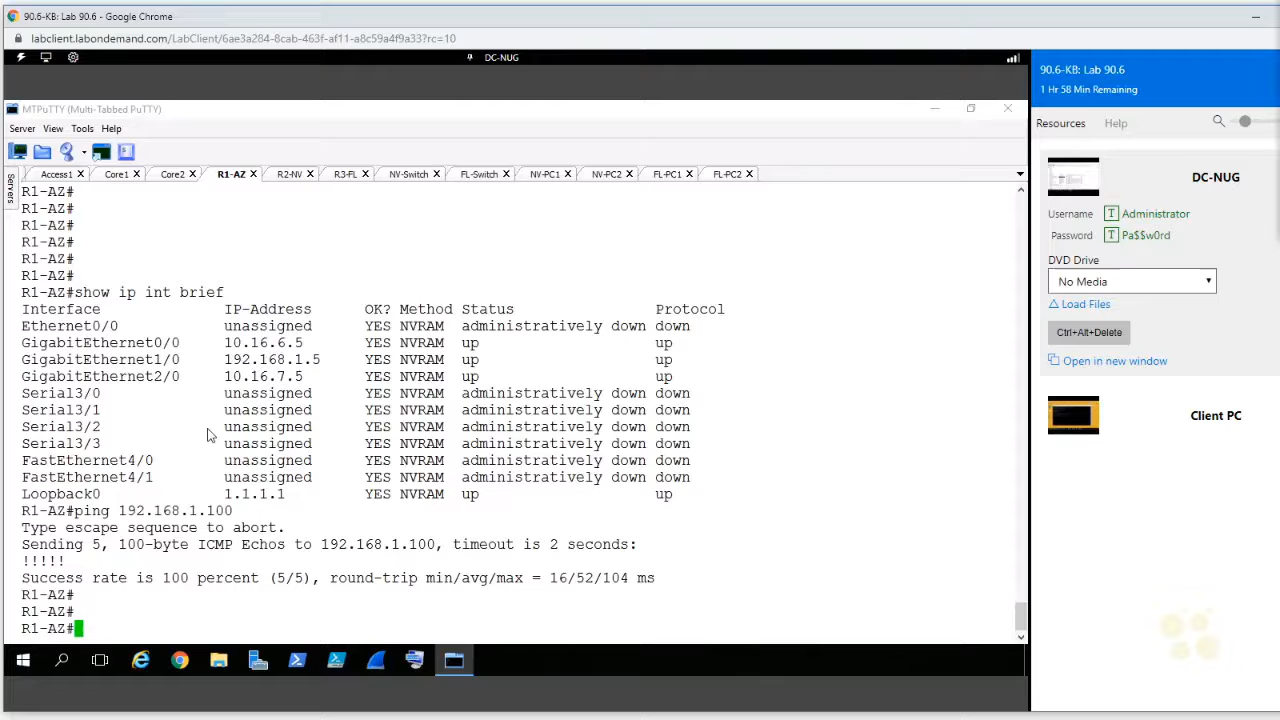 90.6-KB: Lab 90.6 - Google Chrome
labclient.labondemand.com/LabClient/6ae3a284-8cab-463f-af11-a8c59a4f9a33?rc=10
DC-NUG
90.6-KB: Lab 90.6
1 Hr 58 Min Remaining
MTPuTTY (Multi-Tabbed PuTTY)
Server View Tools Help
Resources Help
Servers
Access1 Core1 Core2 R1-AZ R2-NV R3-FL NV-Switch FL-Switch NV-PC1 NV-PC2 FL-PC1 FL-PC2
R1-AZ#
R1-AZ#
R1-AZ#
R1-AZ#
R1-AZ#
R1-AZ#
R1-AZ#show ip int brief
Interface IP-Address OK? Method Status Protocol
Ethernet0/0 unassigned YES NVRAM administratively down down
GigabitEthernet0/0 10.16.6.5 YES NVRAM up up
GigabitEthernet1/0 192.168.1.5 YES NVRAM up up
GigabitEthernet2/0 10.16.7.5 YES NVRAM up up
Serial3/0 unassigned YES NVRAM administratively down down
Serial3/1 unassigned YES NVRAM administratively down down
Serial3/2 unassigned YES NVRAM administratively down down
Serial3/3 unassigned YES NVRAM administratively down down
FastEthernet4/0 unassigned YES NVRAM administratively down down
FastEthernet4/1 unassigned YES NVRAM administratively down down
Loopback0 1.1.1.1 YES NVRAM up up
R1-AZ#ping 192.168.1.100
Type escape sequence to abort.
Sending 5, 100-byte ICMP Echos to 192.168.1.100, timeout is 2 seconds:
!!!!!
Success rate is 100 percent (5/5), round-trip min/avg/max = 16/52/104 ms
R1-AZ#
R1-AZ#
R1-AZ#
DC-NUG
Username T Administrator
Password T Pa$$w0rd
DVD Drive
No Media
Load Files
Ctrl+Alt+Delete
Open in new window
Client PC